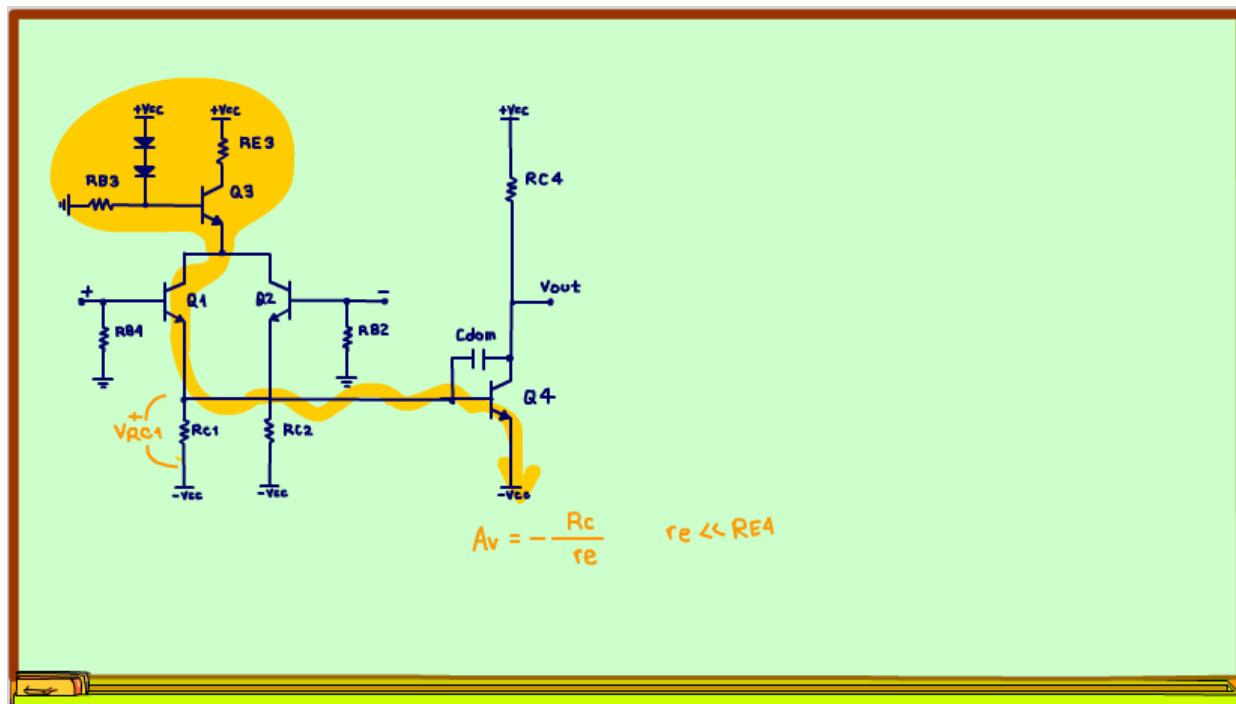 +Vcc +Vcc +Vcc
RE3
RB3
Q3
RC4
+ Q1 Q2 -
Vout
RB1 RB2
Cdom
Q4
+
VRC1
RC1 RC2
-Vcc -Vcc -Vcc
Av = - Rc / re re << RE4